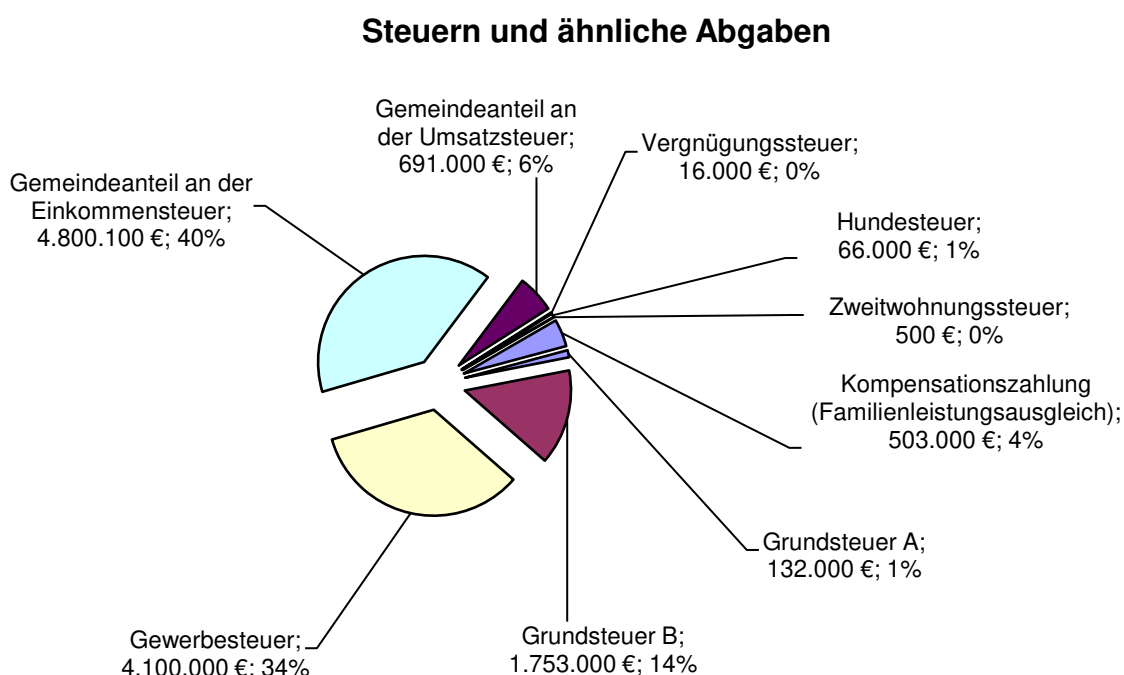 Steuern und ähnliche Abgaben
Gemeindeanteil an
der Umsatzsteuer;
691.000 €; 6%
Vergnügungssteuer;
16.000 €; 0%
Gemeindeanteil an der
Einkommensteuer;
4.800.100 €; 40%
Hundesteuer;
66.000 €; 1%
Zweitwohnungssteuer;
500 €; 0%
Kompensationszahlung
(Familienleistungsausgleich);
503.000 €; 4%
Grundsteuer A;
132.000 €; 1%
Grundsteuer B;
1.753.000 €; 14%
Gewerbesteuer;
4.100.000 €; 34%